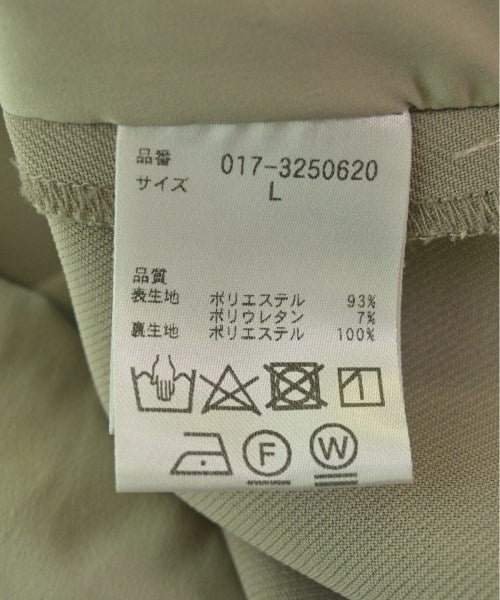 品番 017-3250620
サイズ L
品質
表生地 ポリエステル 93%
ポリウレタン 7%
裏生地 ポリエステル 100%
F W